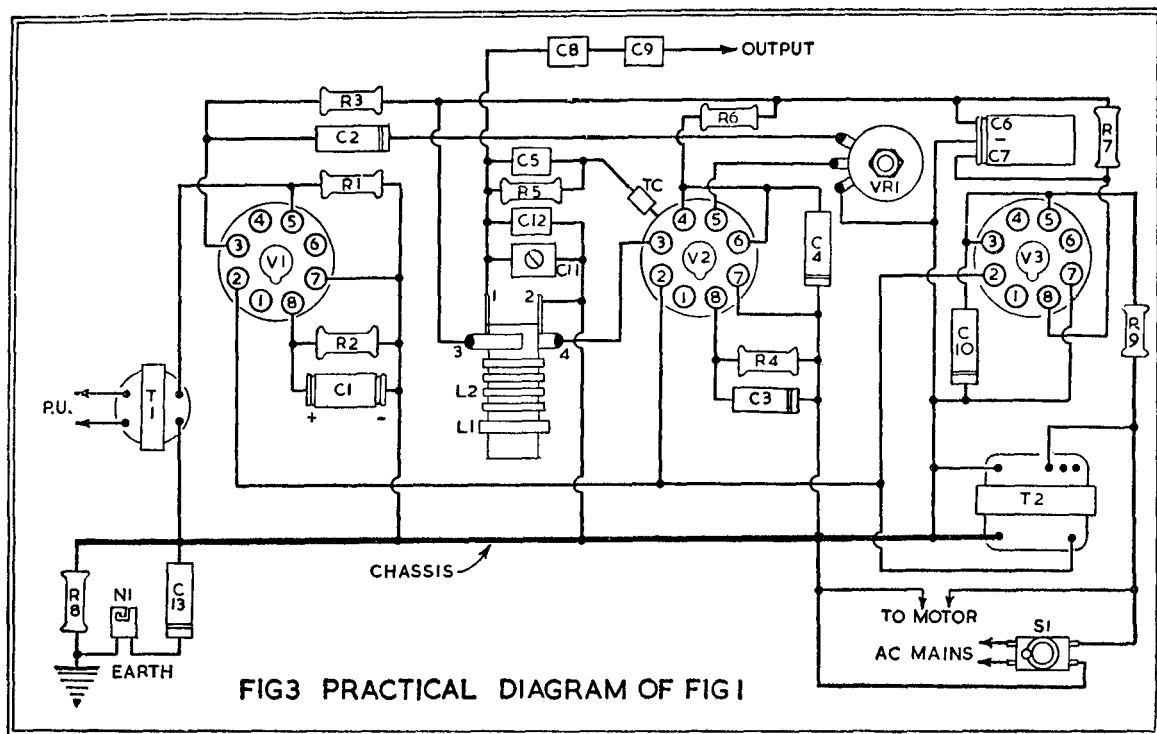 C8 C9 OUTPUT
R3 R6 C6
C2 - R7
C7
VR1
C5 TC
R1 R5
C12
4 5 4 5 4 5
3 6 3 6 C4 3 6
V1 C11 V2 V3
2 7 2 7 2 7
1 8 1 2 1 8 1 8
R9
R2 3 4 R4 C10
T1 C1 L2 C3
P.U. + -
L1
T2
CHASSIS
R8 N1 C13 TO MOTOR
S1
AC MAINS
EARTH
FIG3 PRACTICAL DIAGRAM OF FIG1